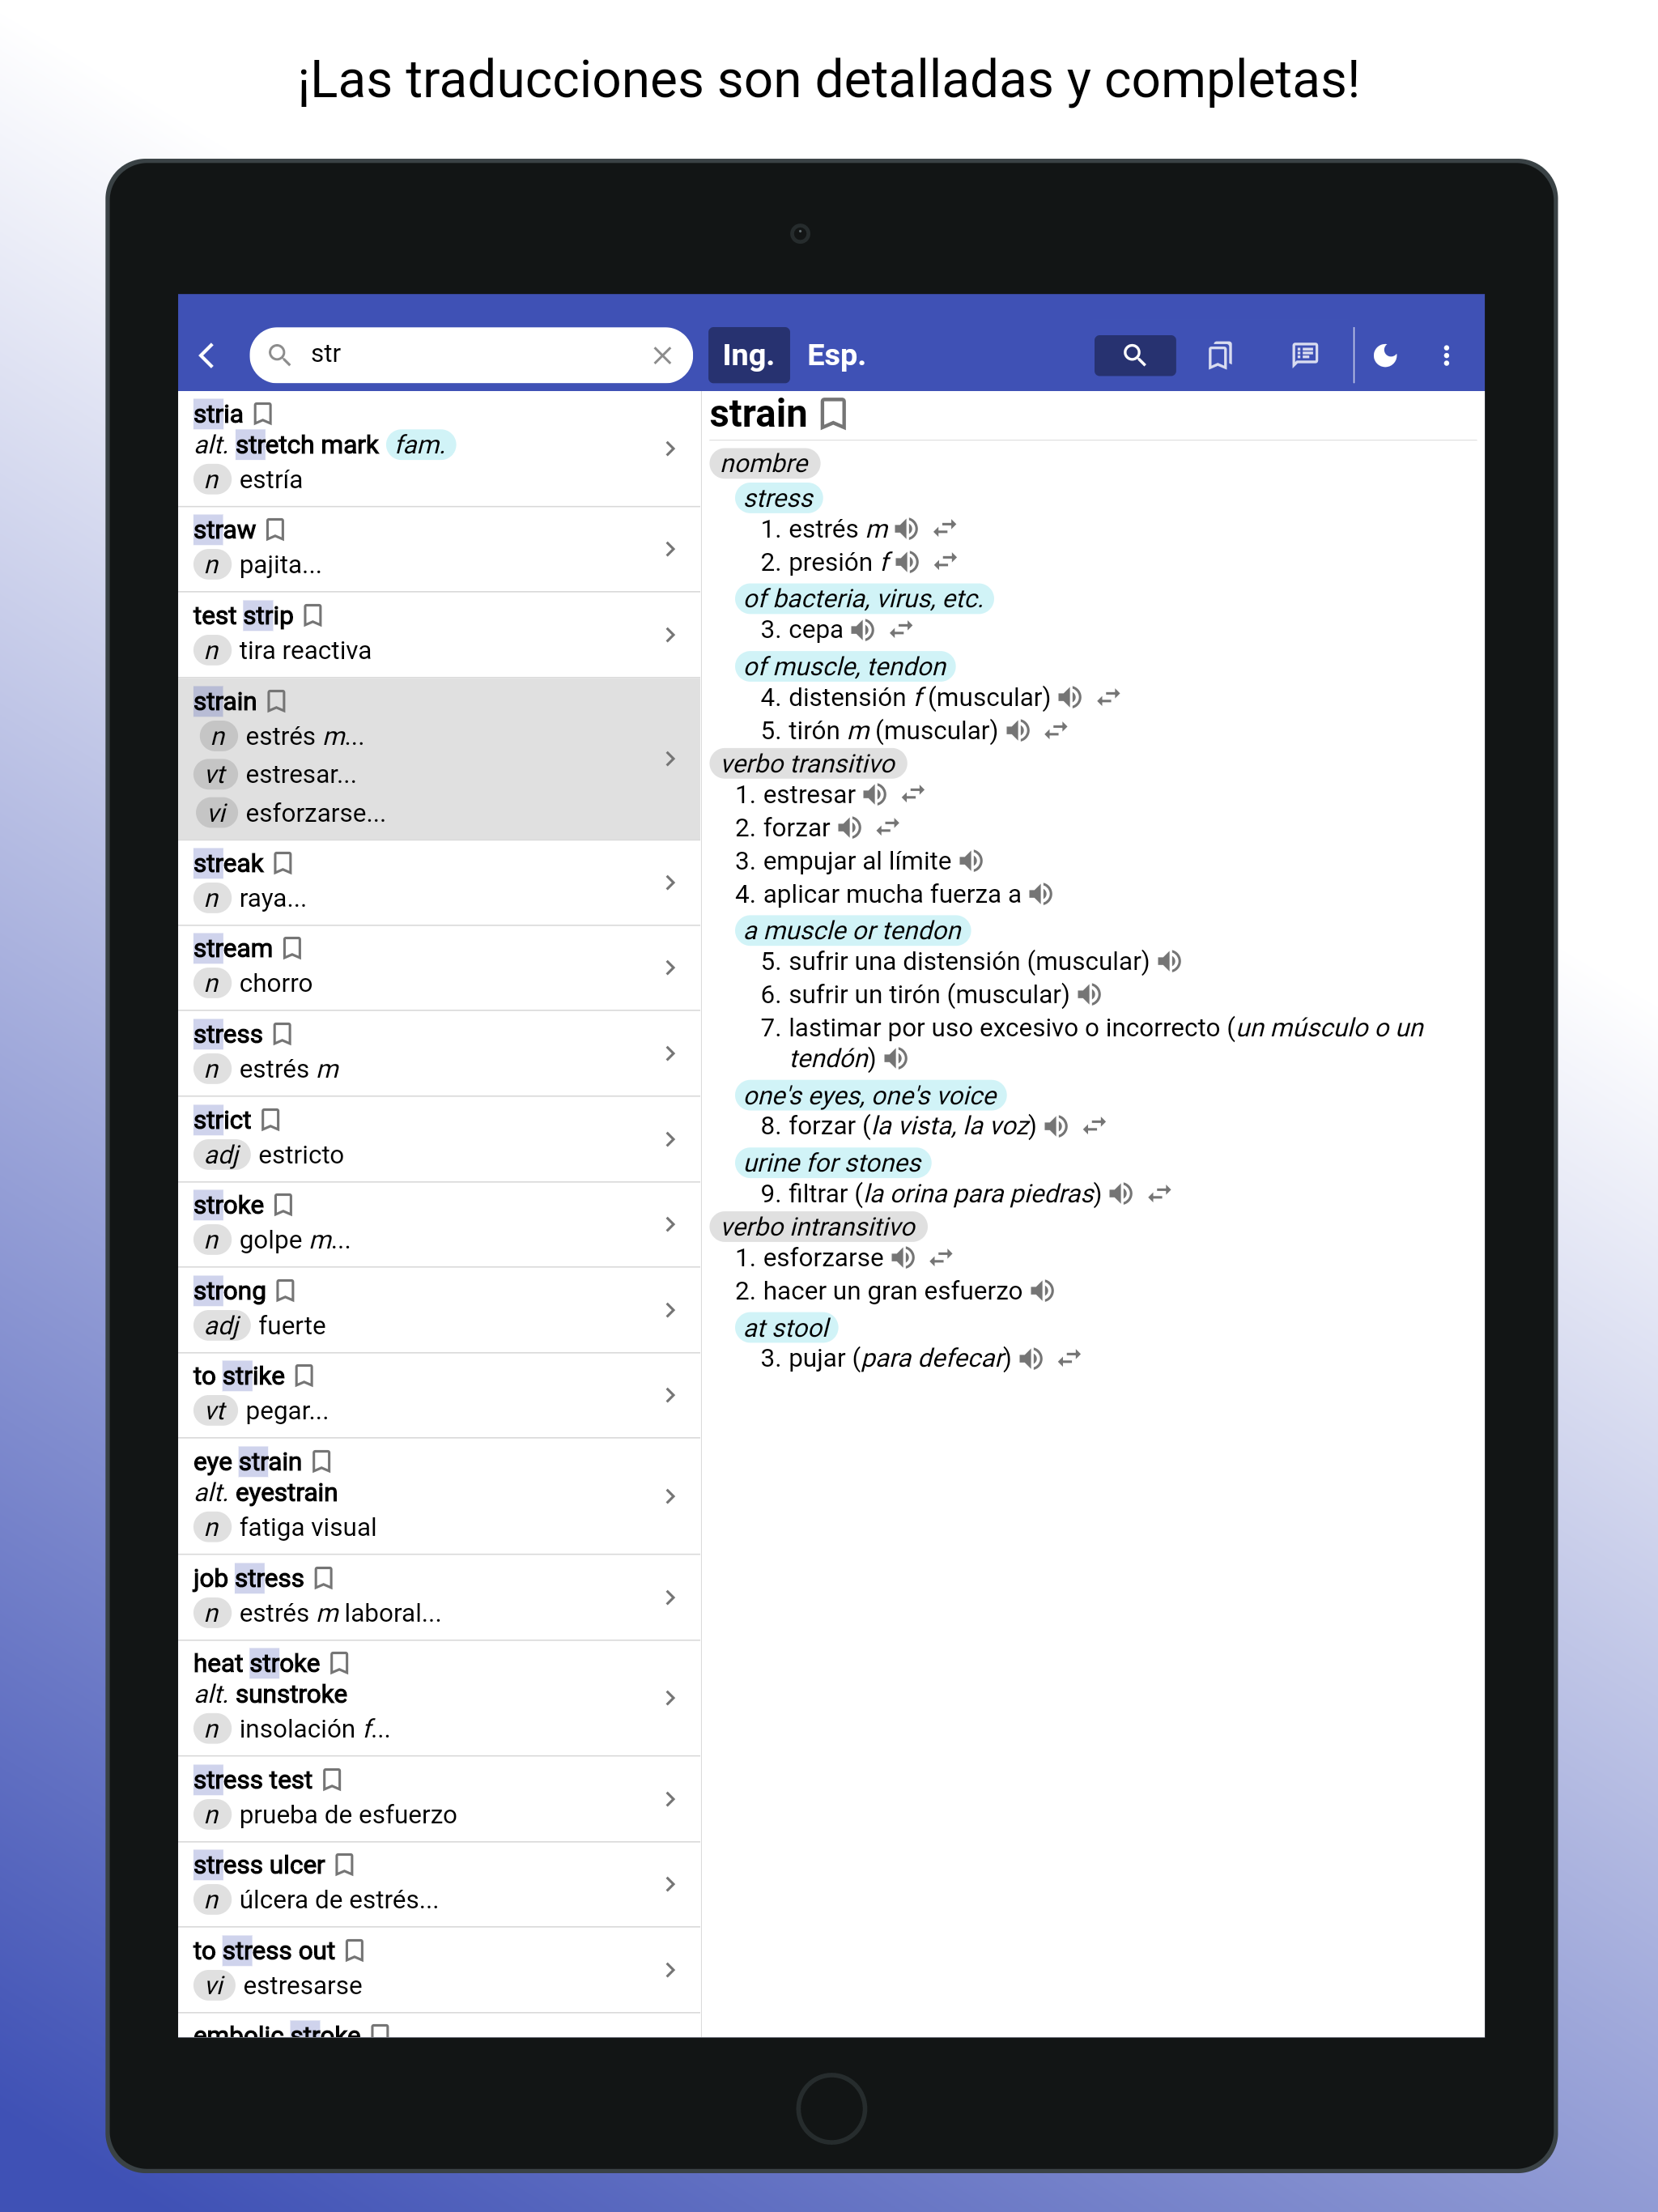 ¡Las traducciones son detalladas y completas!
str
Ing. Esp.
stria
alt. stretch mark fam.
n estría
straw
n pajita...
test strip
n tira reactiva
strain
n estrés m...
vt estresar...
vi esforzarse...
streak
n raya...
stream
n chorro
stress
n estrés m
strict
adj estricto
stroke
n golpe m...
strong
adj fuerte
to strike
vt pegar...
eye strain
alt. eyestrain
n fatiga visual
job stress
n estrés m laboral...
heat stroke
alt. sunstroke
n insolación f...
stress test
n prueba de esfuerzo
stress ulcer
n úlcera de estrés...
to stress out
vi estresarse
embolic stroke
strain
nombre
stress
1. estrés m
2. presión f
of bacteria, virus, etc.
3. cepa
of muscle, tendon
4. distensión f (muscular)
5. tirón m (muscular)
verbo transitivo
1. estresar
2. forzar
3. empujar al límite
4. aplicar mucha fuerza a
a muscle or tendon
5. sufrir una distensión (muscular)
6. sufrir un tirón (muscular)
7. lastimar por uso excesivo o incorrecto (un músculo o un
tendón)
one's eyes, one's voice
8. forzar (la vista, la voz)
urine for stones
9. filtrar (la orina para piedras)
verbo intransitivo
1. esforzarse
2. hacer un gran esfuerzo
at stool
3. pujar (para defecar)